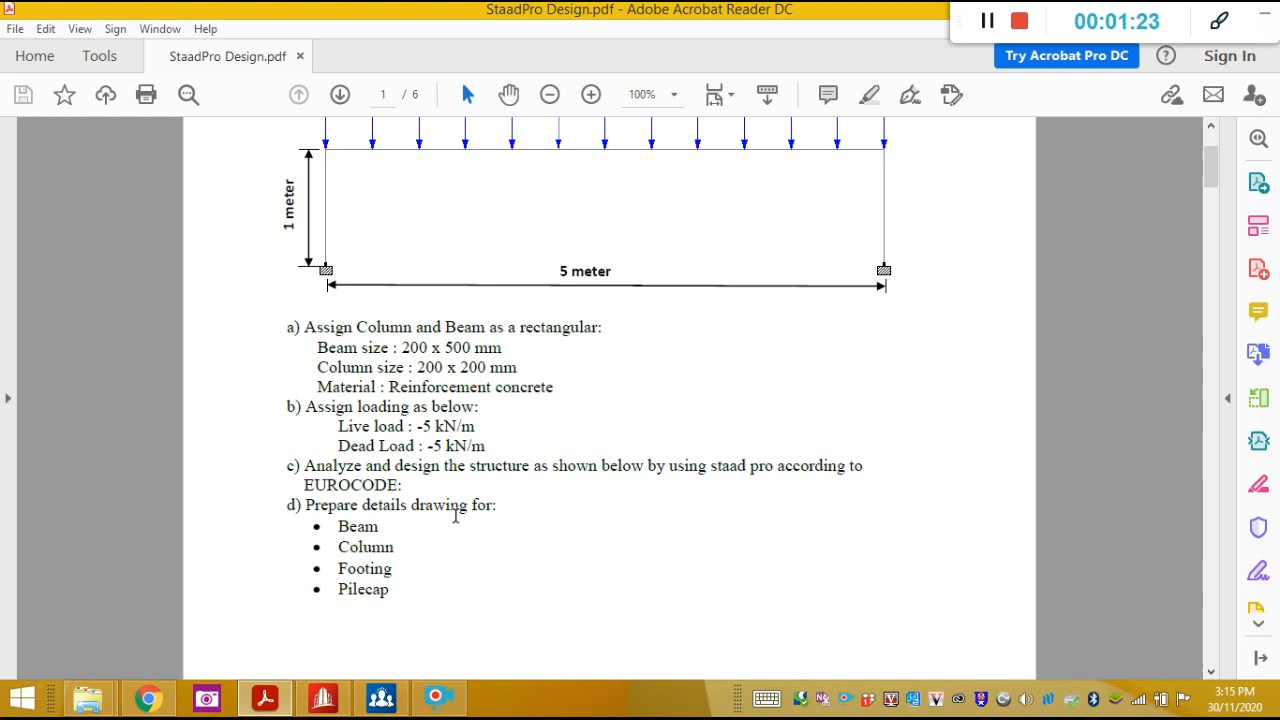 StaadPro Design.pdf - Adobe Acrobat Reader DC
00:01:23
File Edit View Sign Window Help
Home Tools StaadPro Design.pdf × Try Acrobat Pro DC ? Sign In
1 / 6 100%
1 meter
5 meter
a) Assign Column and Beam as a rectangular:
Beam size : 200 x 500 mm
Column size : 200 x 200 mm
Material : Reinforcement concrete
b) Assign loading as below:
Live load : -5 kN/m
Dead Load : -5 kN/m
c) Analyze and design the structure as shown below by using staad pro according to
EUROCODE:
d) Prepare details drawing for:
• Beam
• Column
• Footing
• Pilecap
3:15 PM
30/11/2020